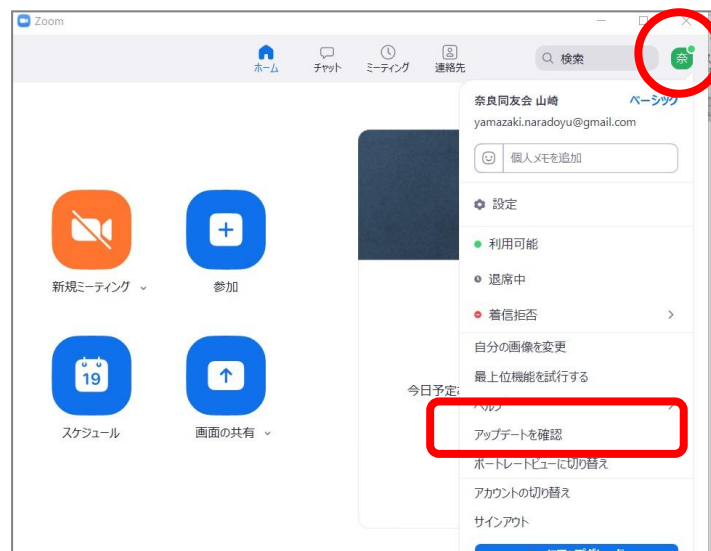 Zoom
ホーム
チャット
ミーティング
連絡先
検索
奈
奈良同友会 山崎 ベーシック
yamazaki.naradoyu@gmail.com
個人メモを追加
設定
利用可能
退席中
着信拒否
自分の画像を変更
最上位機能を試行する
ヘルプ
アップデートを確認
ポートレートビューに切り替え
アカウントの切り替え
サインアウト
新規ミーティング
参加
19
スケジュール
画面の共有
今日予定